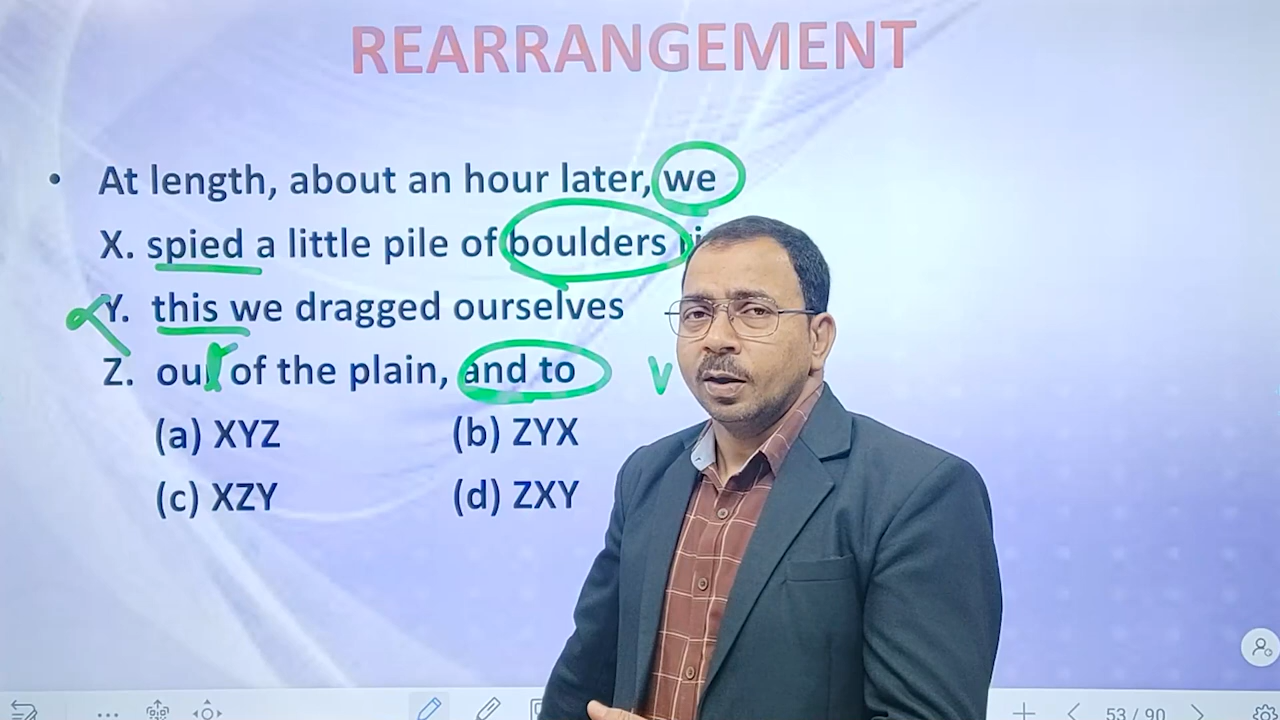 REARRANGEMENT
• At length, about an hour later, we
X. spied a little pile of boulders
Y. this we dragged ourselves
Z. out of the plain, and to
(a) XYZ (b) ZYX
(c) XZY (d) ZXY
53 / 90